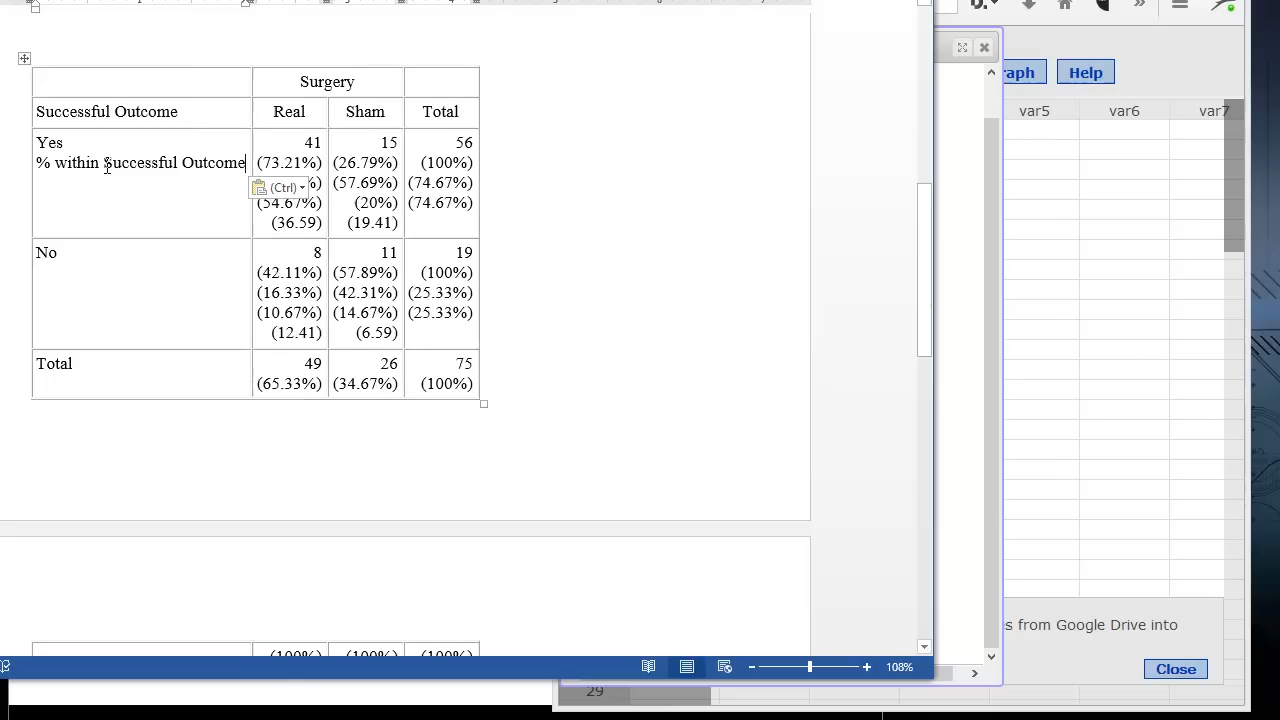 Surgery
Successful Outcome Real Sham Total
Yes 41 15 56
% within Successful Outcome (73.21%) (26.79%) (100%)
(57.69%) (74.67%)
(54.67%) (20%) (74.67%)
(36.59) (19.41)
(Ctrl)
No 8 11 19
(42.11%) (57.89%) (100%)
(16.33%) (42.31%) (25.33%)
(10.67%) (14.67%) (25.33%)
(12.41) (6.59)
Total 49 26 75
(65.33%) (34.67%) (100%)
108%
raph Help
var5 var6 var7
s from Google Drive into
Close
29